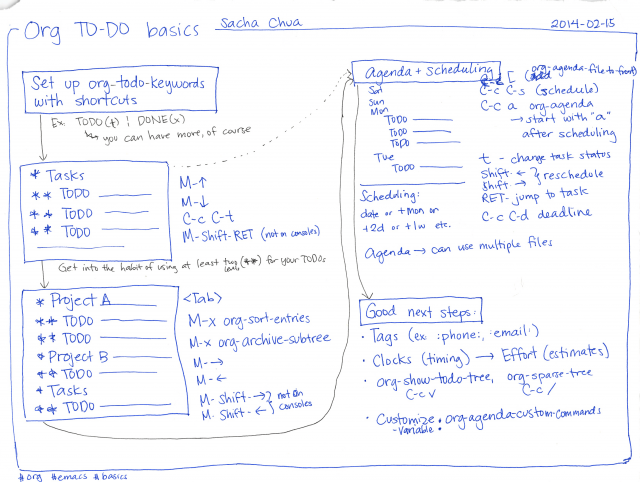 Org TO-DO basics
Sacha Chua
2014-02-15
Set up org-todo-keywords
with shortcuts
Ex: TODO(t) | DONE(x)
you can have more, of course
* Tasks
** TODO
** TODO
** TODO
M-↑
M-↓
C-c C-t
M-Shift-RET (not on consoles)
Get into the habit of using at least two stars (**) for your TODOs
* Project A
** TODO
** TODO
* Project B
** TODO
* Tasks
** TODO
<Tab>
M-x org-sort-entries
M-x org-archive-subtree
M-→
M-←
M-Shift-→
M-Shift-←
not on
consoles
Agenda + scheduling
Sat
Sun
Mon
TODO
TODO
TODO
Tue
TODO
C-c [ (org-agenda-file-to-front)
C-c C-s (schedule)
C-c a org-agenda
→ start with "a"
after scheduling
t - change task status
Shift-←
Shift-→
reschedule
RET- jump to task
C-c C-d deadline
Scheduling:
date or +mon or
+2d or +1w etc.
Agenda → can use multiple files
Good next steps:
· Tags (ex: :phone:, :email:)
· Clocks (timing) → Effort (estimates)
· org-show-todo-tree, org-sparse-tree
C-c v C-c /
· Customize-variable: org-agenda-custom-commands
#org #emacs #basics